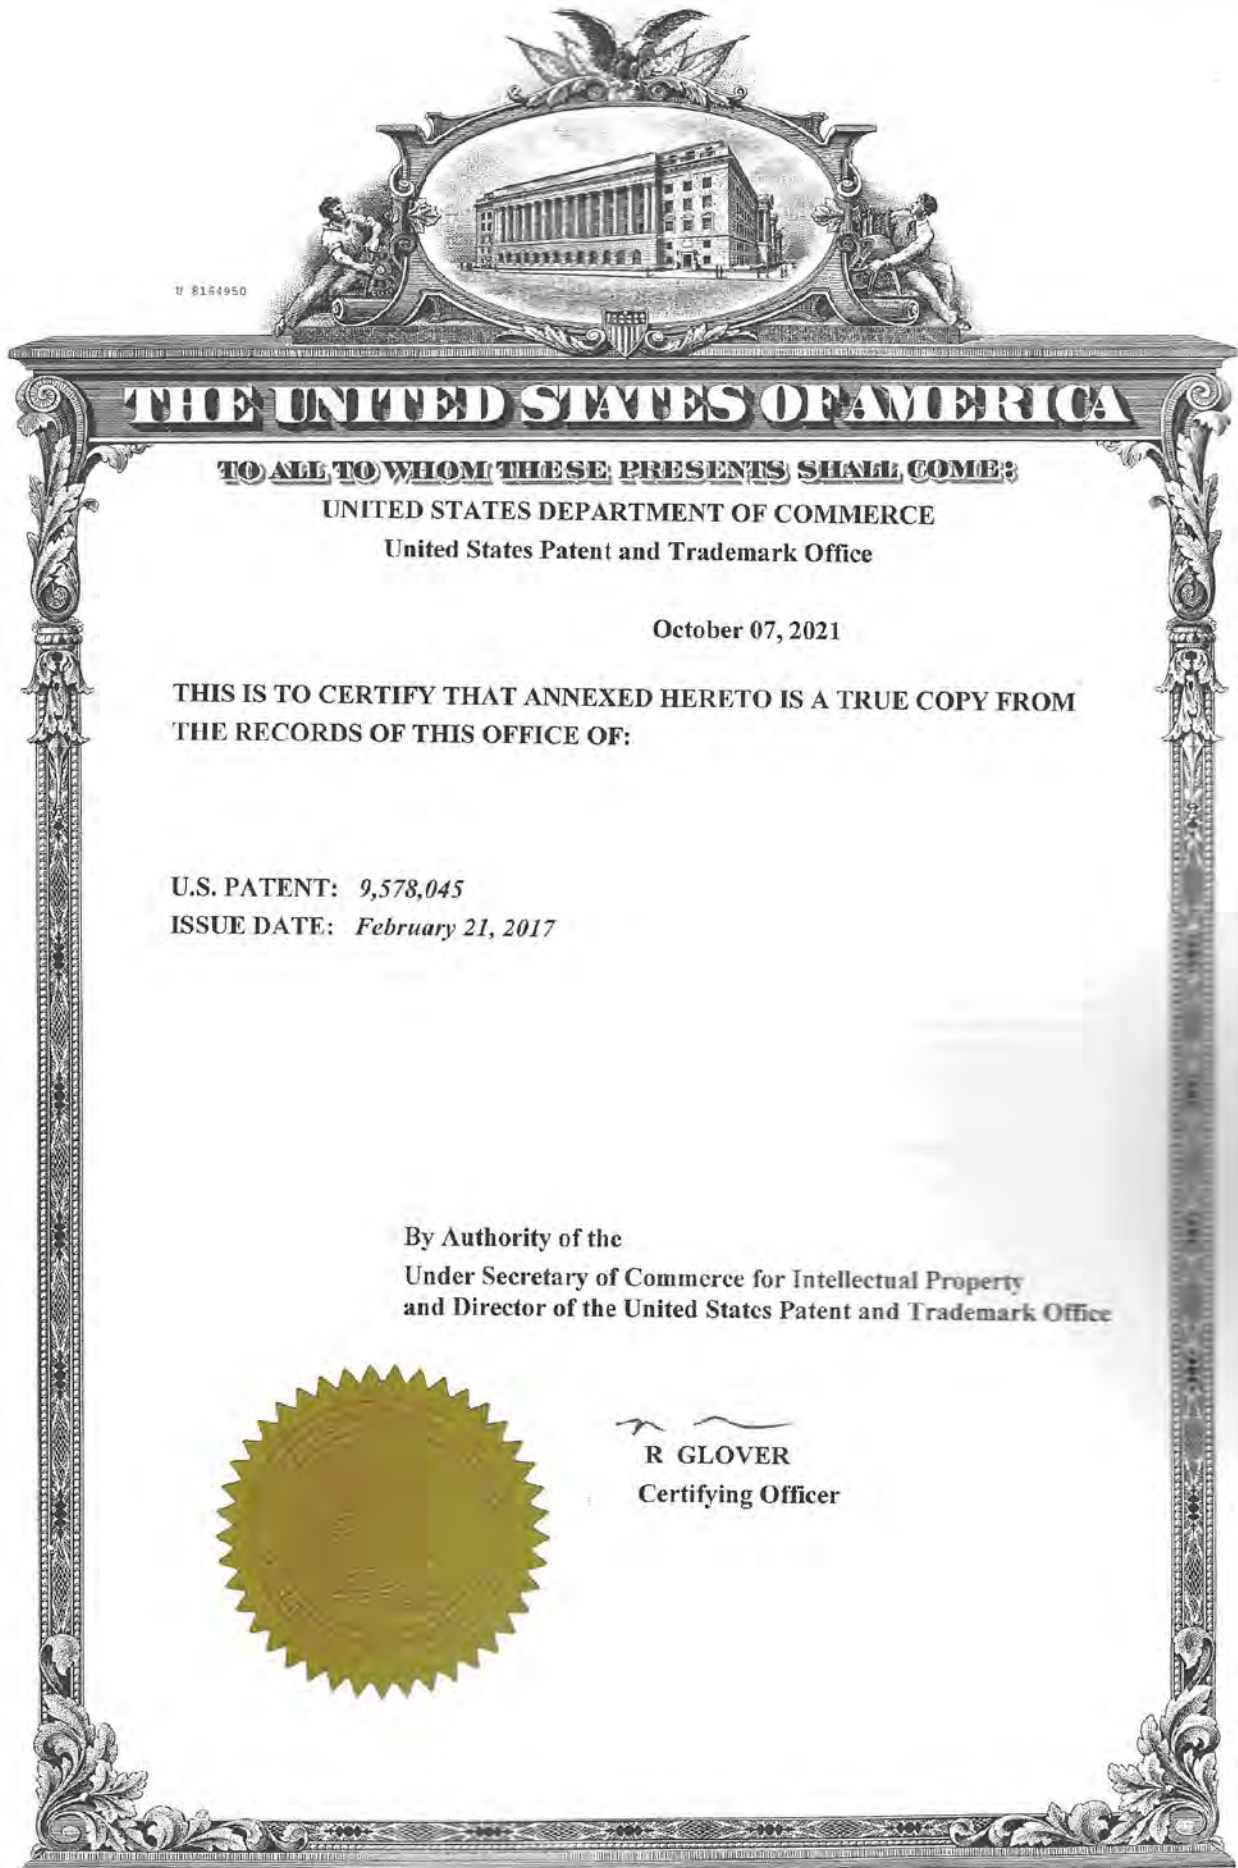 U 8164950
THE UNITED STATES OF AMERICA
TO ALL TO WHOM THESE PRESENTS SHALL COME:
UNITED STATES DEPARTMENT OF COMMERCE
United States Patent and Trademark Office
October 07, 2021
THIS IS TO CERTIFY THAT ANNEXED HERETO IS A TRUE COPY FROM
THE RECORDS OF THIS OFFICE OF:
U.S. PATENT: 9,578,045
ISSUE DATE: February 21, 2017
By Authority of the
Under Secretary of Commerce for Intellectual Property
and Director of the United States Patent and Trademark Office
R GLOVER
Certifying Officer